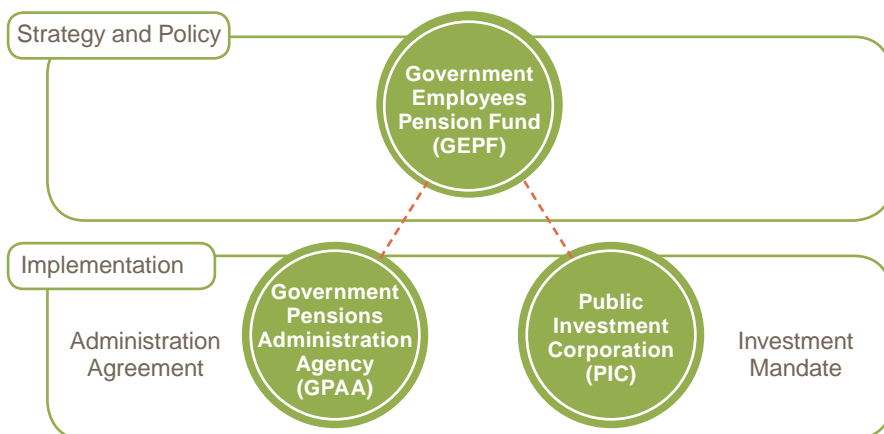 Strategy and Policy
Government
Employees
Pension Fund
(GEPF)
Implementation
Administration
Agreement
Government
Pensions
Administration
Agency
(GPAA)
Public
Investment
Corporation
(PIC)
Investment
Mandate